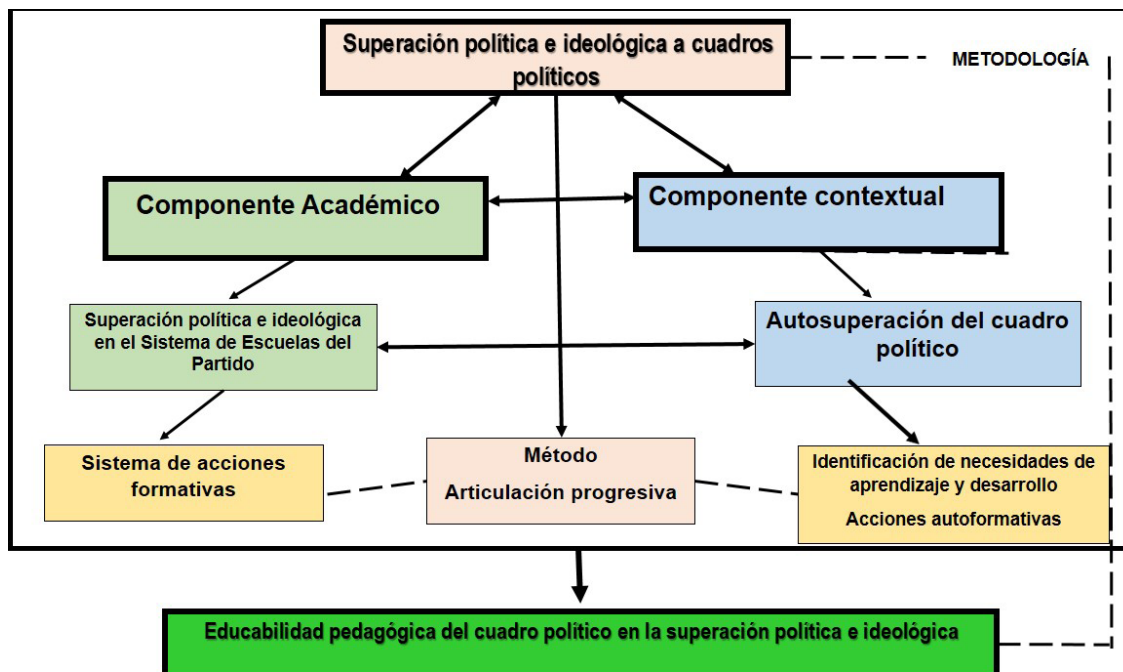 Superación política e ideológica a cuadros
políticos
METODOLOGÍA
Componente Académico
Componente contextual
Superación política e ideológica
en el Sistema de Escuelas del
Partido
Autosuperación del cuadro
político
Sistema de acciones
formativas
Método
Articulación progresiva
Identificación de necesidades de
aprendizaje y desarrollo
Acciones autoformativas
Educabilidad pedagógica del cuadro político en la superación política e ideológica